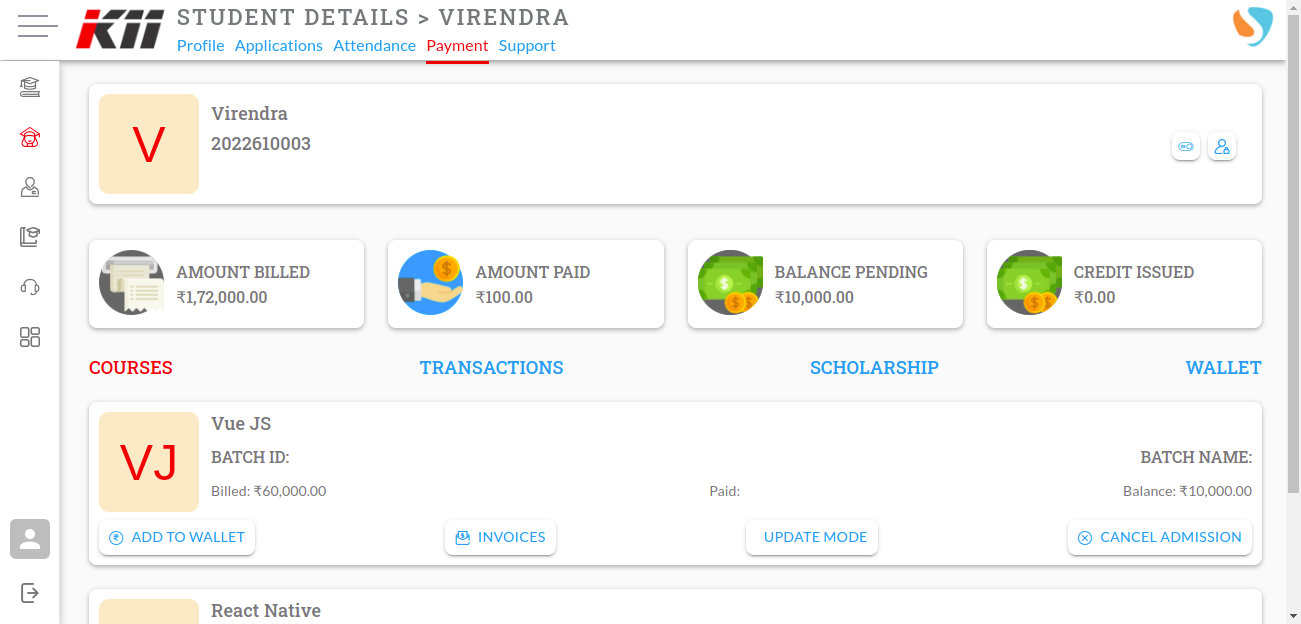 KII
STUDENT DETAILS > VIRENDRA
Profile Applications Attendance Payment Support
V
Virendra
2022610003
AMOUNT BILLED
₹1,72,000.00
AMOUNT PAID
₹100.00
BALANCE PENDING
₹10,000.00
CREDIT ISSUED
₹0.00
COURSES TRANSACTIONS SCHOLARSHIP WALLET
VJ
Vue JS
BATCH ID: BATCH NAME:
Billed: ₹60,000.00 Paid: Balance: ₹10,000.00
ADD TO WALLET INVOICES UPDATE MODE CANCEL ADMISSION
React Native